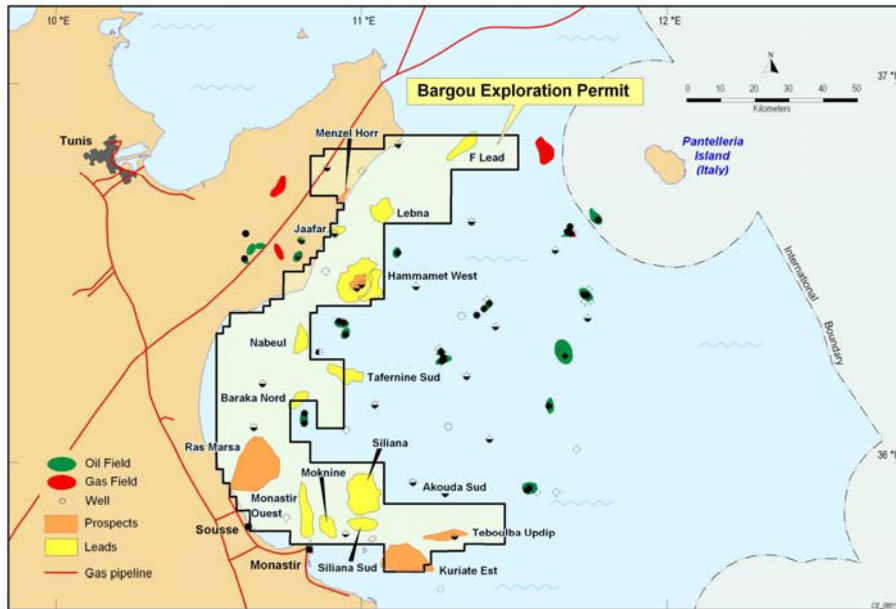 10 °E
11 °E
12 °E
37 °N
N
0 10 20 30 40 50
Kilometers
Bargou Exploration Permit
Tunis
Menzel Horr
F Lead
Pantelleria
Island
(Italy)
Lebna
Jaafar
Hammamet West
International
Boundary
Nabeul
Tafernine Sud
Baraka Nord
Ras Marsa
Siliana
36 °N
Moknine
Akouda Sud
Oil Field
Gas Field
Well
Prospects
Leads
Gas pipeline
Monastir
Ouest
Sousse
Teboulba Updip
Monastir
Siliana Sud
Kuriate Est